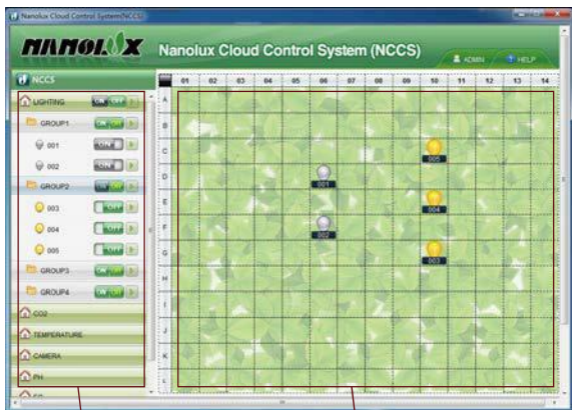 Nanolux Cloud Control System(NCCS)
NANOLUX
Nanolux Cloud Control System (NCCS)
ADMIN
HELP
NCCS
01 02 03 04 05 06 07 08 09 10 11 12 13 14
LIGHTING ON OFF
A
GROUP1 ON OFF
B
001 ON
C
005
002 ON
D
001
GROUP2 ON OFF
E
004
003 OFF
004 OFF
F
002
005 OFF
G
003
GROUP3 ON OFF
H
GROUP4 ON OFF
I
CO2
J
TEMPERATURE
CAMERA
K
PH
L